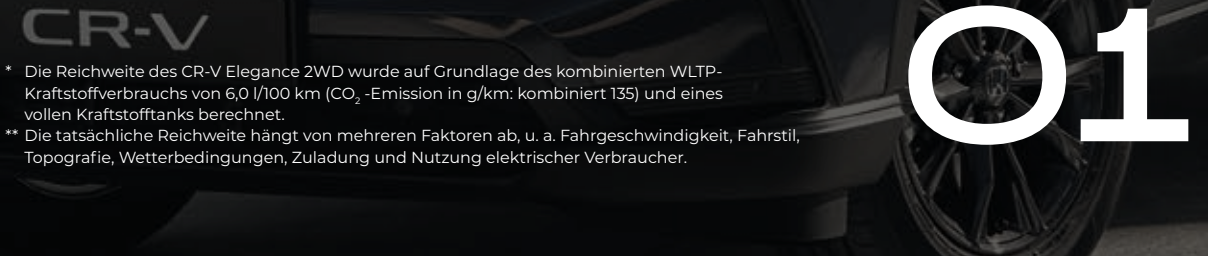 CR-V
* Die Reichweite des CR-V Elegance 2WD wurde auf Grundlage des kombinierten WLTP-
Kraftstoffverbrauchs von 6,0 l/100 km (CO₂ -Emission in g/km: kombiniert 135) und eines
vollen Kraftstofftanks berechnet.
** Die tatsächliche Reichweite hängt von mehreren Faktoren ab, u. a. Fahrgeschwindigkeit, Fahrstil,
Topografie, Wetterbedingungen, Zuladung und Nutzung elektrischer Verbraucher.
01